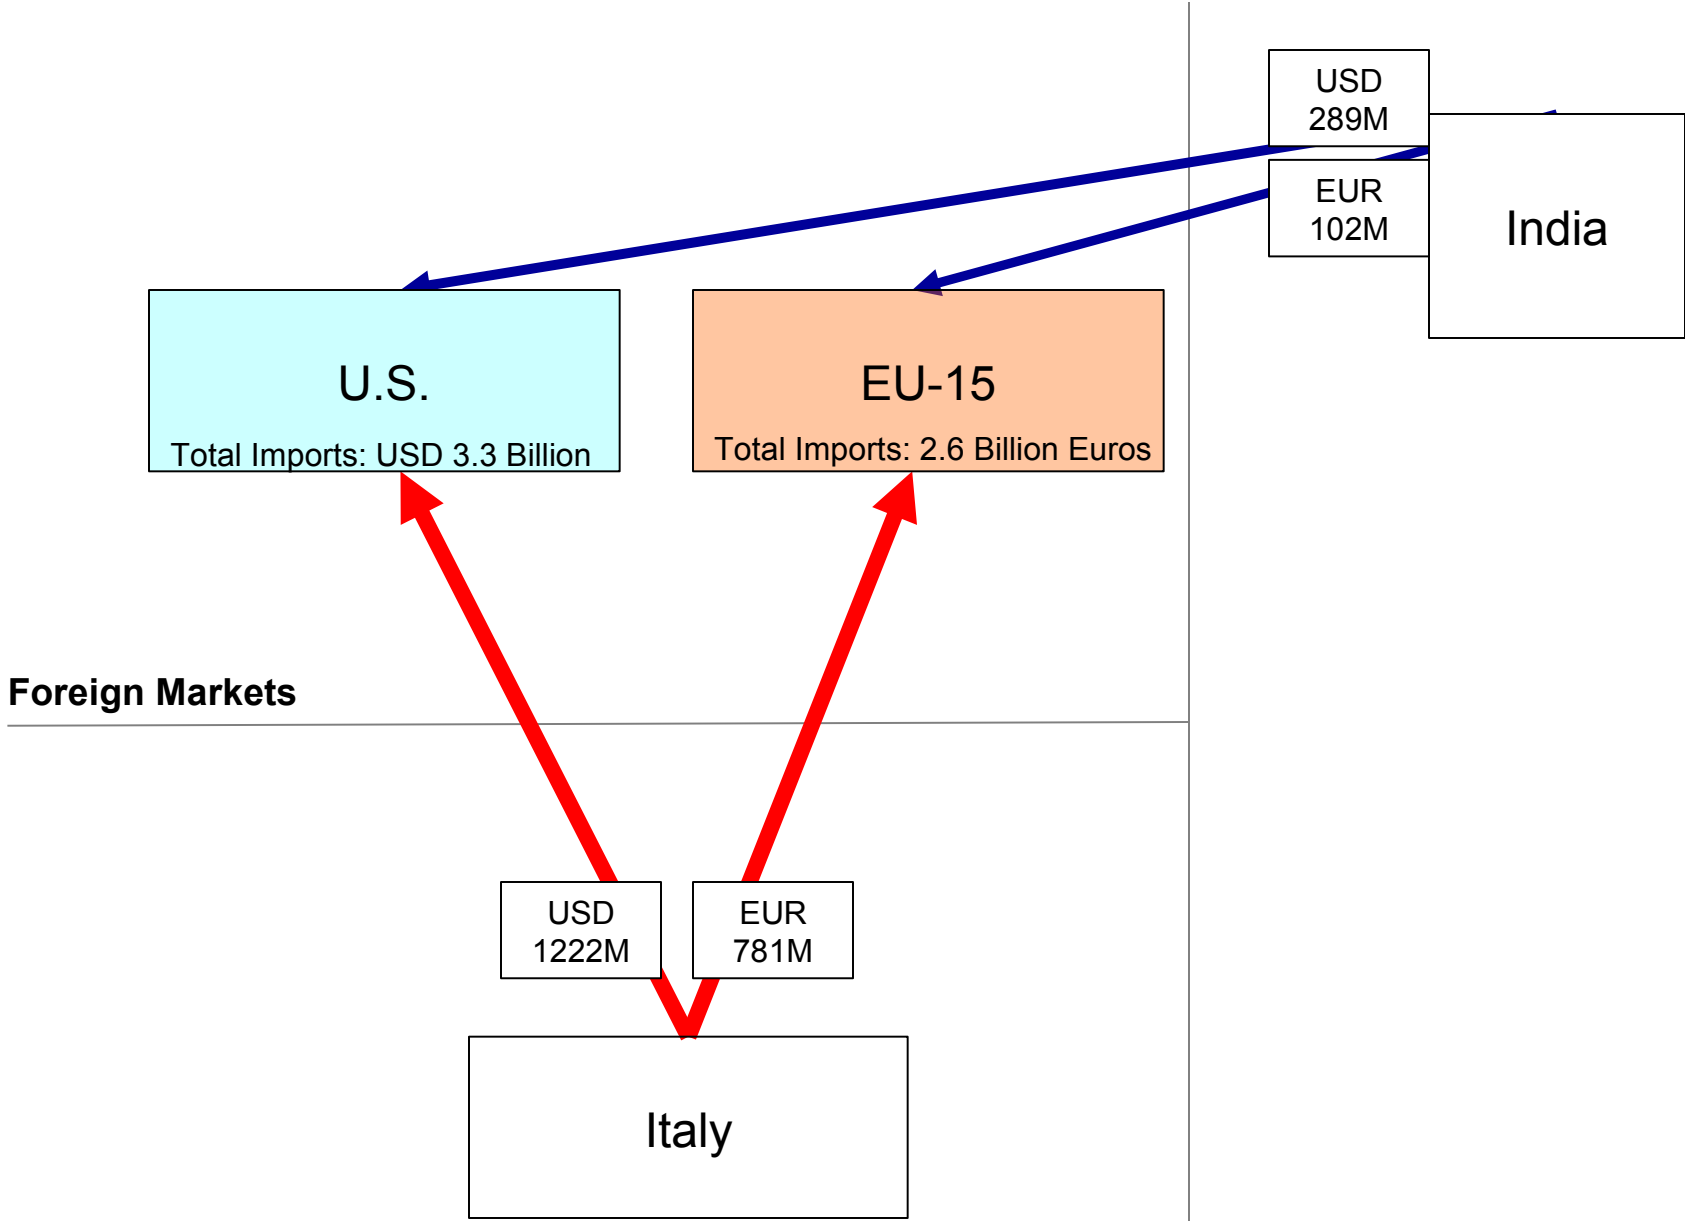 USD
289M
EUR
102M
India
U.S.
Total Imports: USD 3.3 Billion
EU-15
Total Imports: 2.6 Billion Euros
Foreign Markets
USD
1222M
EUR
781M
Italy